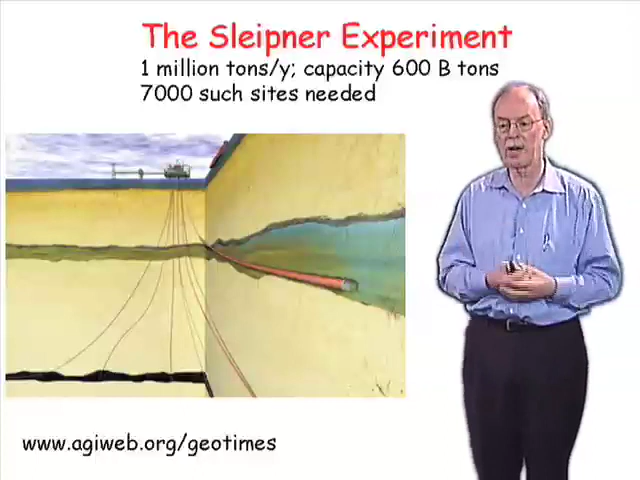 The Sleipner Experiment
1 million tons/y; capacity 600 B tons
7000 such sites needed
www.agiweb.org/geotimes